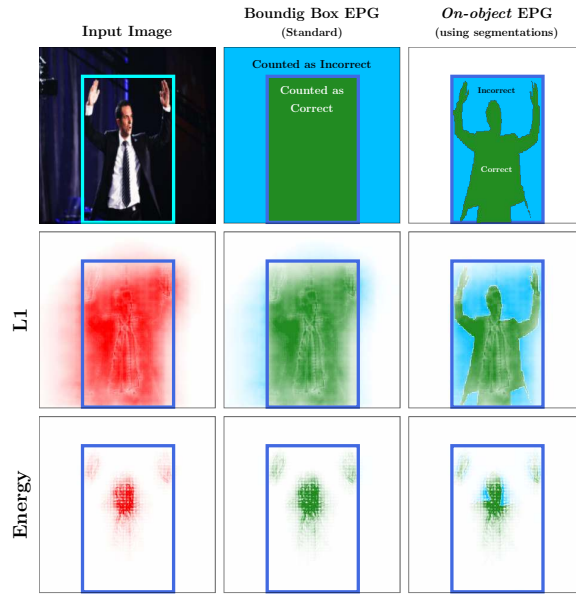 Input Image
Boundig Box EPG
(Standard)
On-object EPG
(using segmentations)
Counted as Incorrect
Counted as
Correct
Incorrect
Correct
L1
Energy